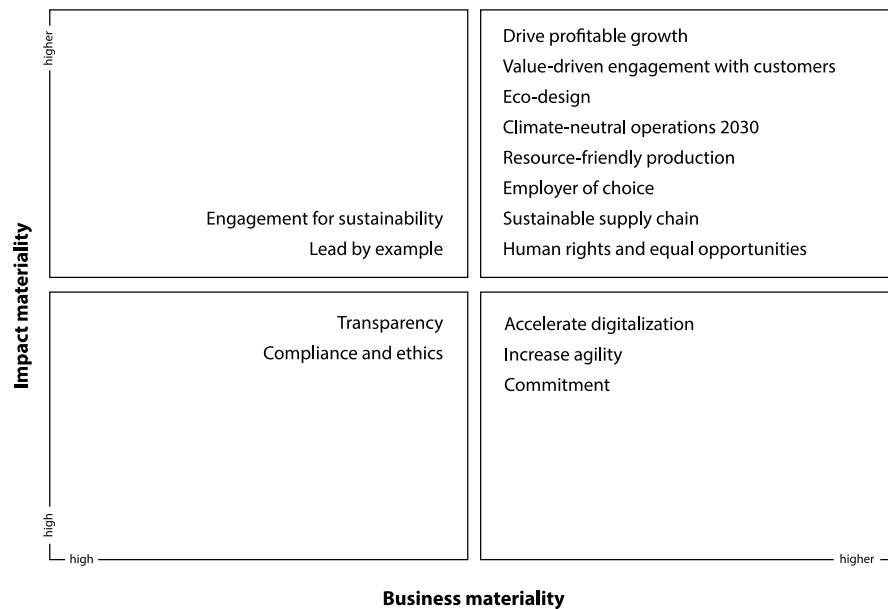 higher
Drive profitable growth
Value-driven engagement with customers
Eco-design
Climate-neutral operations 2030
Resource-friendly production
Employer of choice
Engagement for sustainability
Sustainable supply chain
Lead by example
Human rights and equal opportunities
Impact materiality
Transparency
Accelerate digitalization
Compliance and ethics
Increase agility
Commitment
high
high
higher
Business materiality